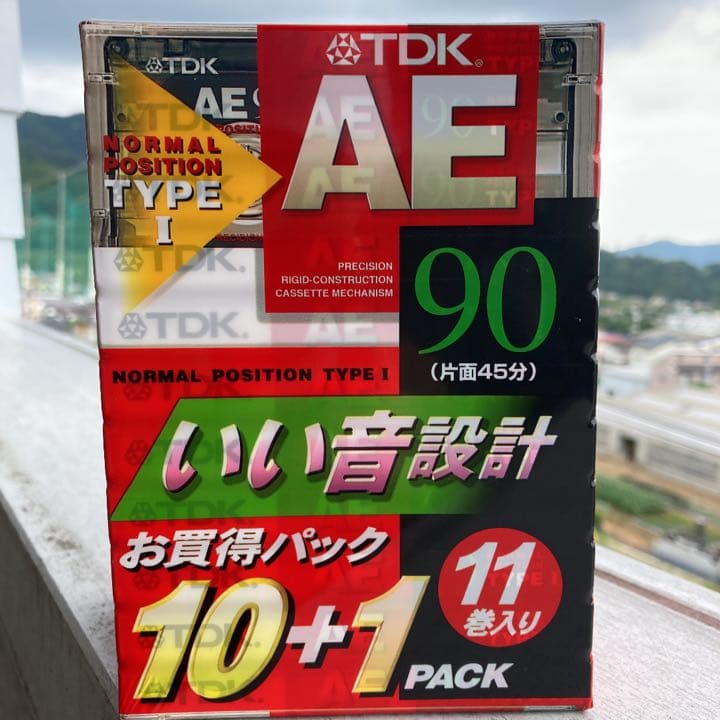 TDK
AE
TDK
AE 9
NORMAL
POSITION
TYPE
I
PRECISION
RIGID-CONSTRUCTION
CASSETTE MECHANISM
90
(片面45分)
NORMAL POSITION TYPE I
いい音設計
お買得パック
10+1 PACK
11
巻入り